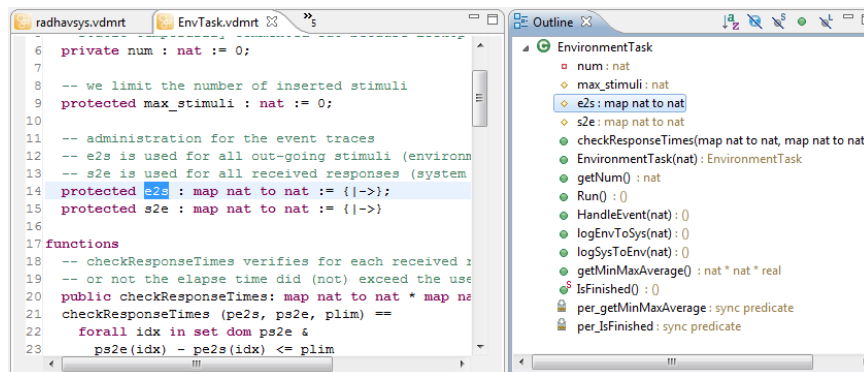 radhavsys.vdmrt
EnvTask.vdmrt
»5
6 private num : nat := 0;
7
8 -- we limit the number of inserted stimuli
9 protected max_stimuli : nat := 0;
10
11 -- administration for the event traces
12 -- e2s is used for all out-going stimuli (environm
13 -- s2e is used for all received responses (system
14 protected e2s : map nat to nat := {|->};
15 protected s2e : map nat to nat := {|->}
16
17 functions
18 -- checkResponseTimes verifies for each received r
19 -- or not the elapse time did (not) exceed the use
20 public checkResponseTimes: map nat to nat * map na
21 checkResponseTimes (pe2s, ps2e, plim) ==
22 forall idx in set dom ps2e &
23 ps2e(idx) - pe2s(idx) <= plim
Outline
EnvironmentTask
num : nat
max_stimuli : nat
e2s : map nat to nat
s2e : map nat to nat
checkResponseTimes(map nat to nat, map nat to nat
EnvironmentTask(nat) : EnvironmentTask
getNum() : nat
Run() : ()
HandleEvent(nat) : ()
logEnvToSys(nat) : ()
logSysToEnv(nat) : ()
getMinMaxAverage() : nat * nat * real
IsFinished() : ()
per_getMinMaxAverage : sync predicate
per_IsFinished : sync predicate